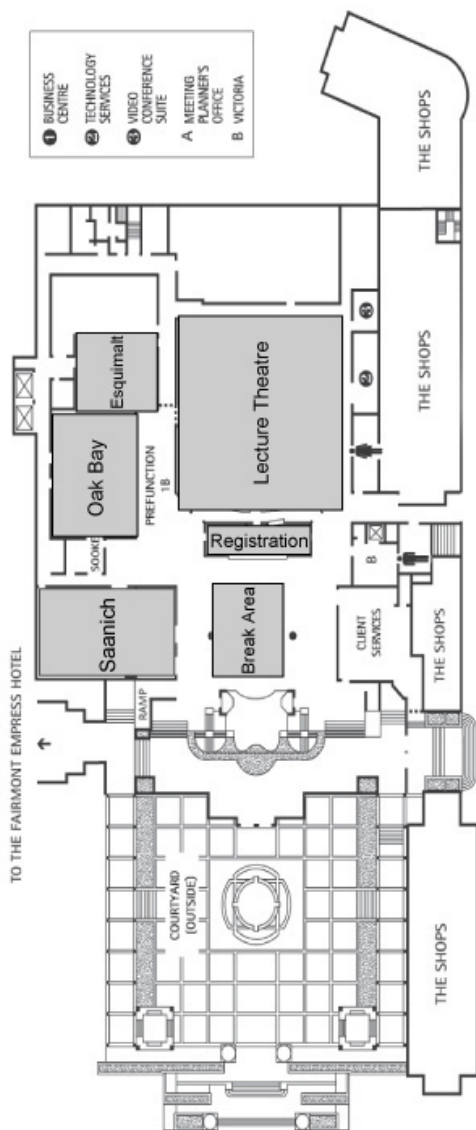 1 BUSINESS
CENTRE
2 TECHNOLOGY
SERVICES
3 VIDEO
CONFERENCE
SUITE
A MEETING
PLANNER'S
OFFICE
B VICTORIA
TO THE FAIRMONT EMPRESS HOTEL
Saanich
SOOKE
Oak Bay
Esquimalt
RAMP
PREFUNCTION
1B
Break Area
Registration
Lecture Theatre
COURTYARD
(OUTSIDE)
CLIENT
SERVICES
B
2
3
THE SHOPS
THE SHOPS
THE SHOPS
THE SHOPS